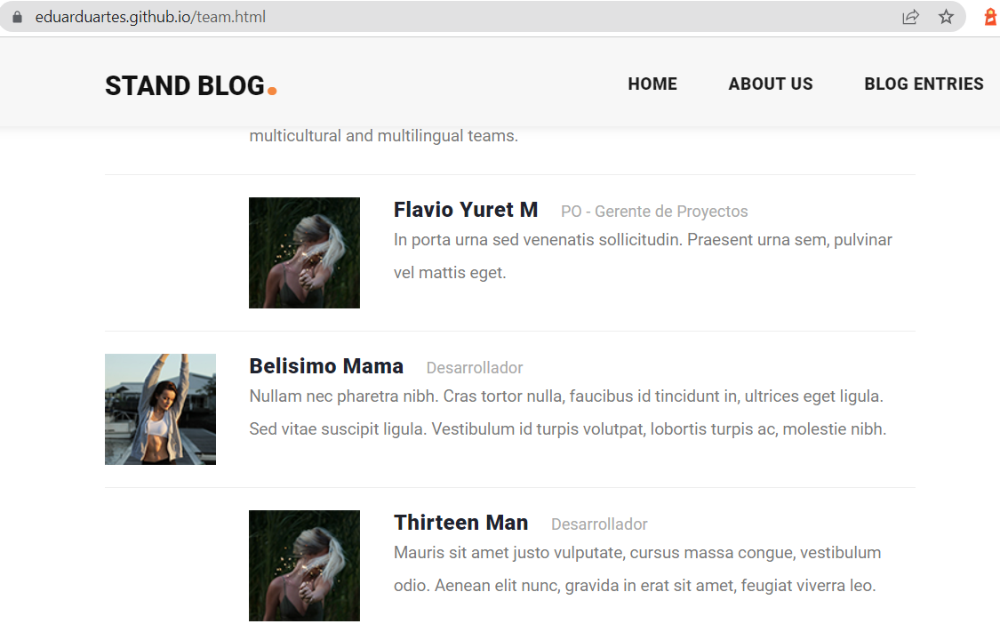 eduarduartes.github.io/team.html
STAND BLOG.
HOME ABOUT US BLOG ENTRIES
multicultural and multilingual teams.
Flavio Yuret M PO - Gerente de Proyectos
In porta urna sed venenatis sollicitudin. Praesent urna sem, pulvinar
vel mattis eget.
Belisimo Mama Desarrollador
Nullam nec pharetra nibh. Cras tortor nulla, faucibus id tincidunt in, ultrices eget ligula.
Sed vitae suscipit ligula. Vestibulum id turpis volutpat, lobortis turpis ac, molestie nibh.
Thirteen Man Desarrollador
Mauris sit amet justo vulputate, cursus massa congue, vestibulum
odio. Aenean elit nunc, gravida in erat sit amet, feugiat viverra leo.